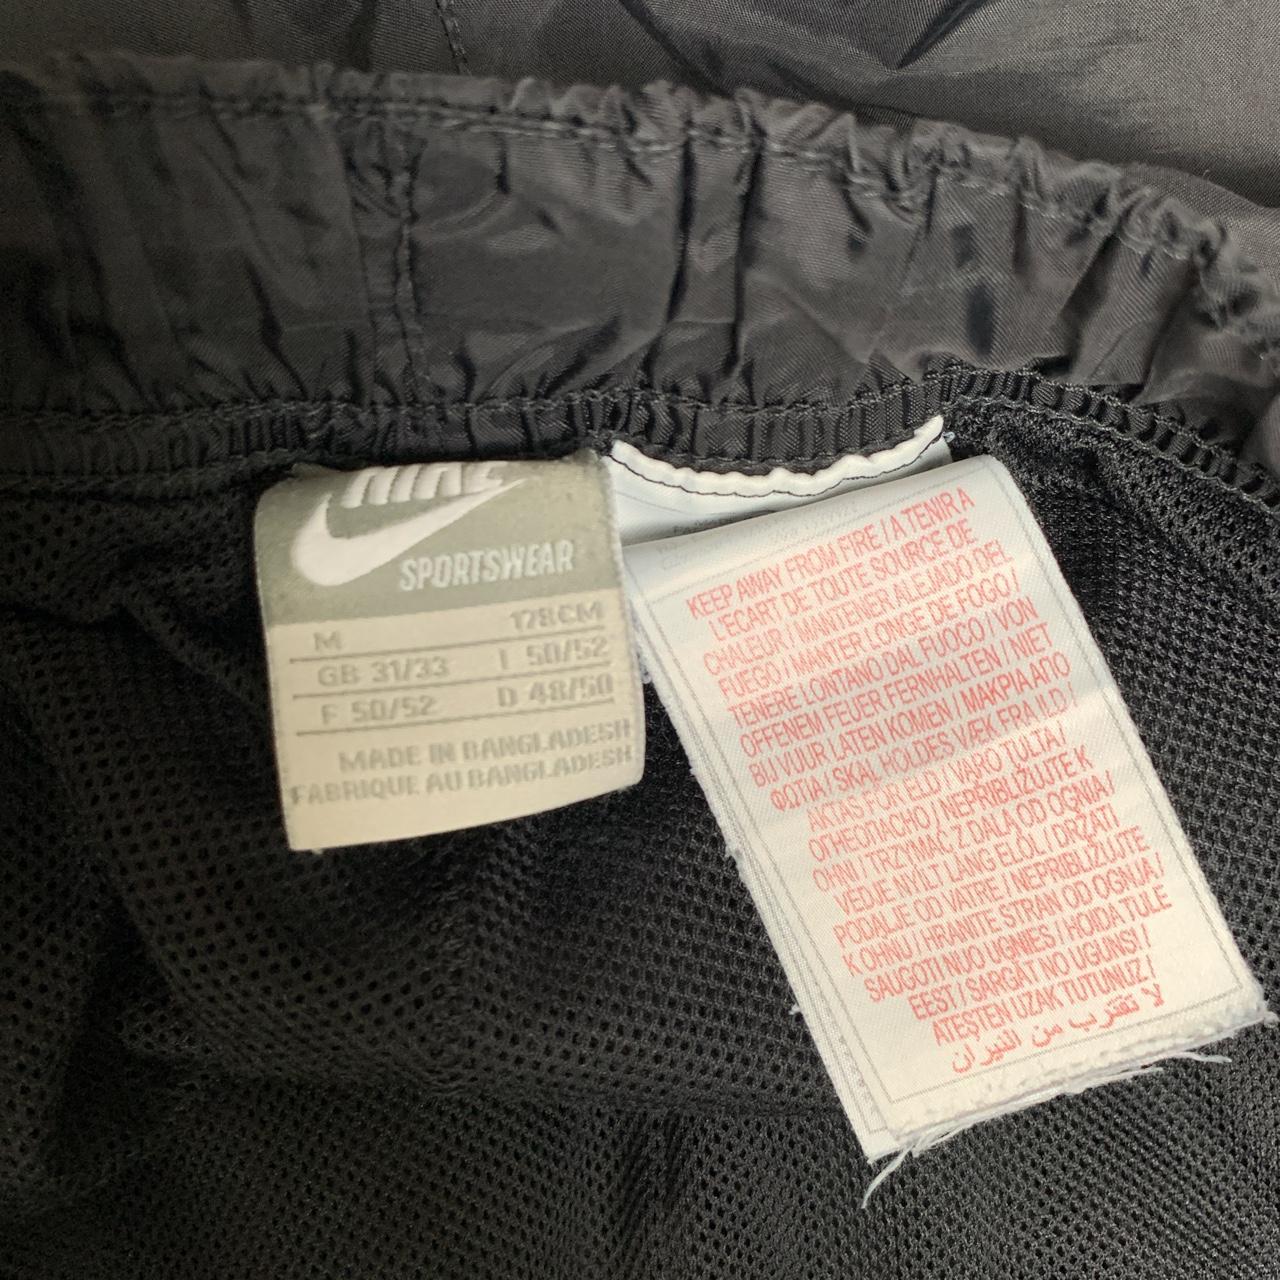 NIKE
SPORTSWEAR
M 178CM
GB 31/33 I 50/52
F 50/52 D 48/50
MADE IN BANGLADESH
FABRIQUE AU BANGLADESH
KEEP AWAY FROM FIRE / A TENIR A
L'ECART DE TOUTE SOURCE DE
CHALEUR / MANTENER ALEJADO DEL
FUEGO / MANTER LONGE DE FOGO /
TENERE LONTANO DAL FUOCO / VON
OFFENEM FEUER FERNHALTEN / NIET
BIJ VUUR LATEN KOMEN / ΜΑΚΡΙΑ ΑΠΟ
ΦΩΤΙΑ / SKAL HOLDES VÆK FRA ILD /
AKTAS FÖR ELD / VARO TULTA /
ОГНЕОПАСНО / NEPRIBLIŽUJTE K
OHNI / TRZYMAĆ Z DALA OD OGNIA /
VEDJE NYÍLT LÁNG ELŐL / DRŽATI
PODALJE OD VATRE / NEPRIBLIŽUJTE
K OHŇU / HRANITE STRAN OD OGNJA /
SAUGOTI NUO UGNIES / HOIDA TULE
EEST / SARGĀT NO UGUNS! /
ATEŞTEN UZAK TUTUNUZ /
لا تقترب من النيران